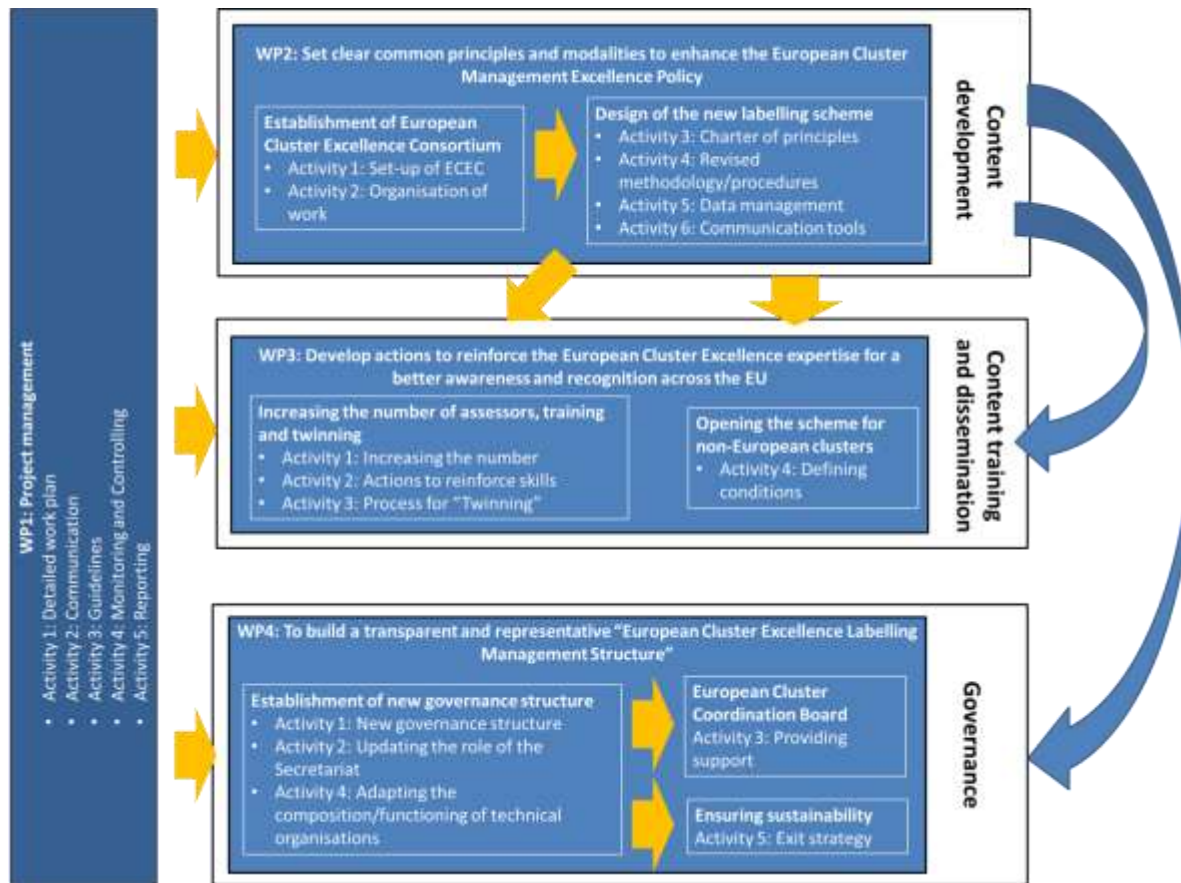 WP1: Project management
• Activity 1: Detailed work plan
• Activity 2: Communication
• Activity 3: Guidelines
• Activity 4: Monitoring and Controlling
• Activity 5: Reporting
WP2: Set clear common principles and modalities to enhance the European Cluster
Management Excellence Policy
Establishment of European
Cluster Excellence Consortium
• Activity 1: Set-up of ECEC
• Activity 2: Organisation of
work
Design of the new labelling scheme
• Activity 3: Charter of principles
• Activity 4: Revised
methodology/procedures
• Activity 5: Data management
• Activity 6: Communication tools
Content
development
WP3: Develop actions to reinforce the European Cluster Excellence expertise for a
better awareness and recognition across the EU
Increasing the number of assessors, training
and twinning
• Activity 1: Increasing the number
• Activity 2: Actions to reinforce skills
• Activity 3: Process for "Twinning"
Opening the scheme for
non-European clusters
• Activity 4: Defining
conditions
Content training
and dissemination
WP4: To build a transparent and representative "European Cluster Excellence Labelling
Management Structure"
Establishment of new governance structure
• Activity 1: New governance structure
• Activity 2: Updating the role of the
Secretariat
• Activity 4: Adapting the
composition/functioning of technical
organisations
European Cluster
Coordination Board
Activity 3: Providing
support
Ensuring sustainability
Activity 5: Exit strategy
Governance